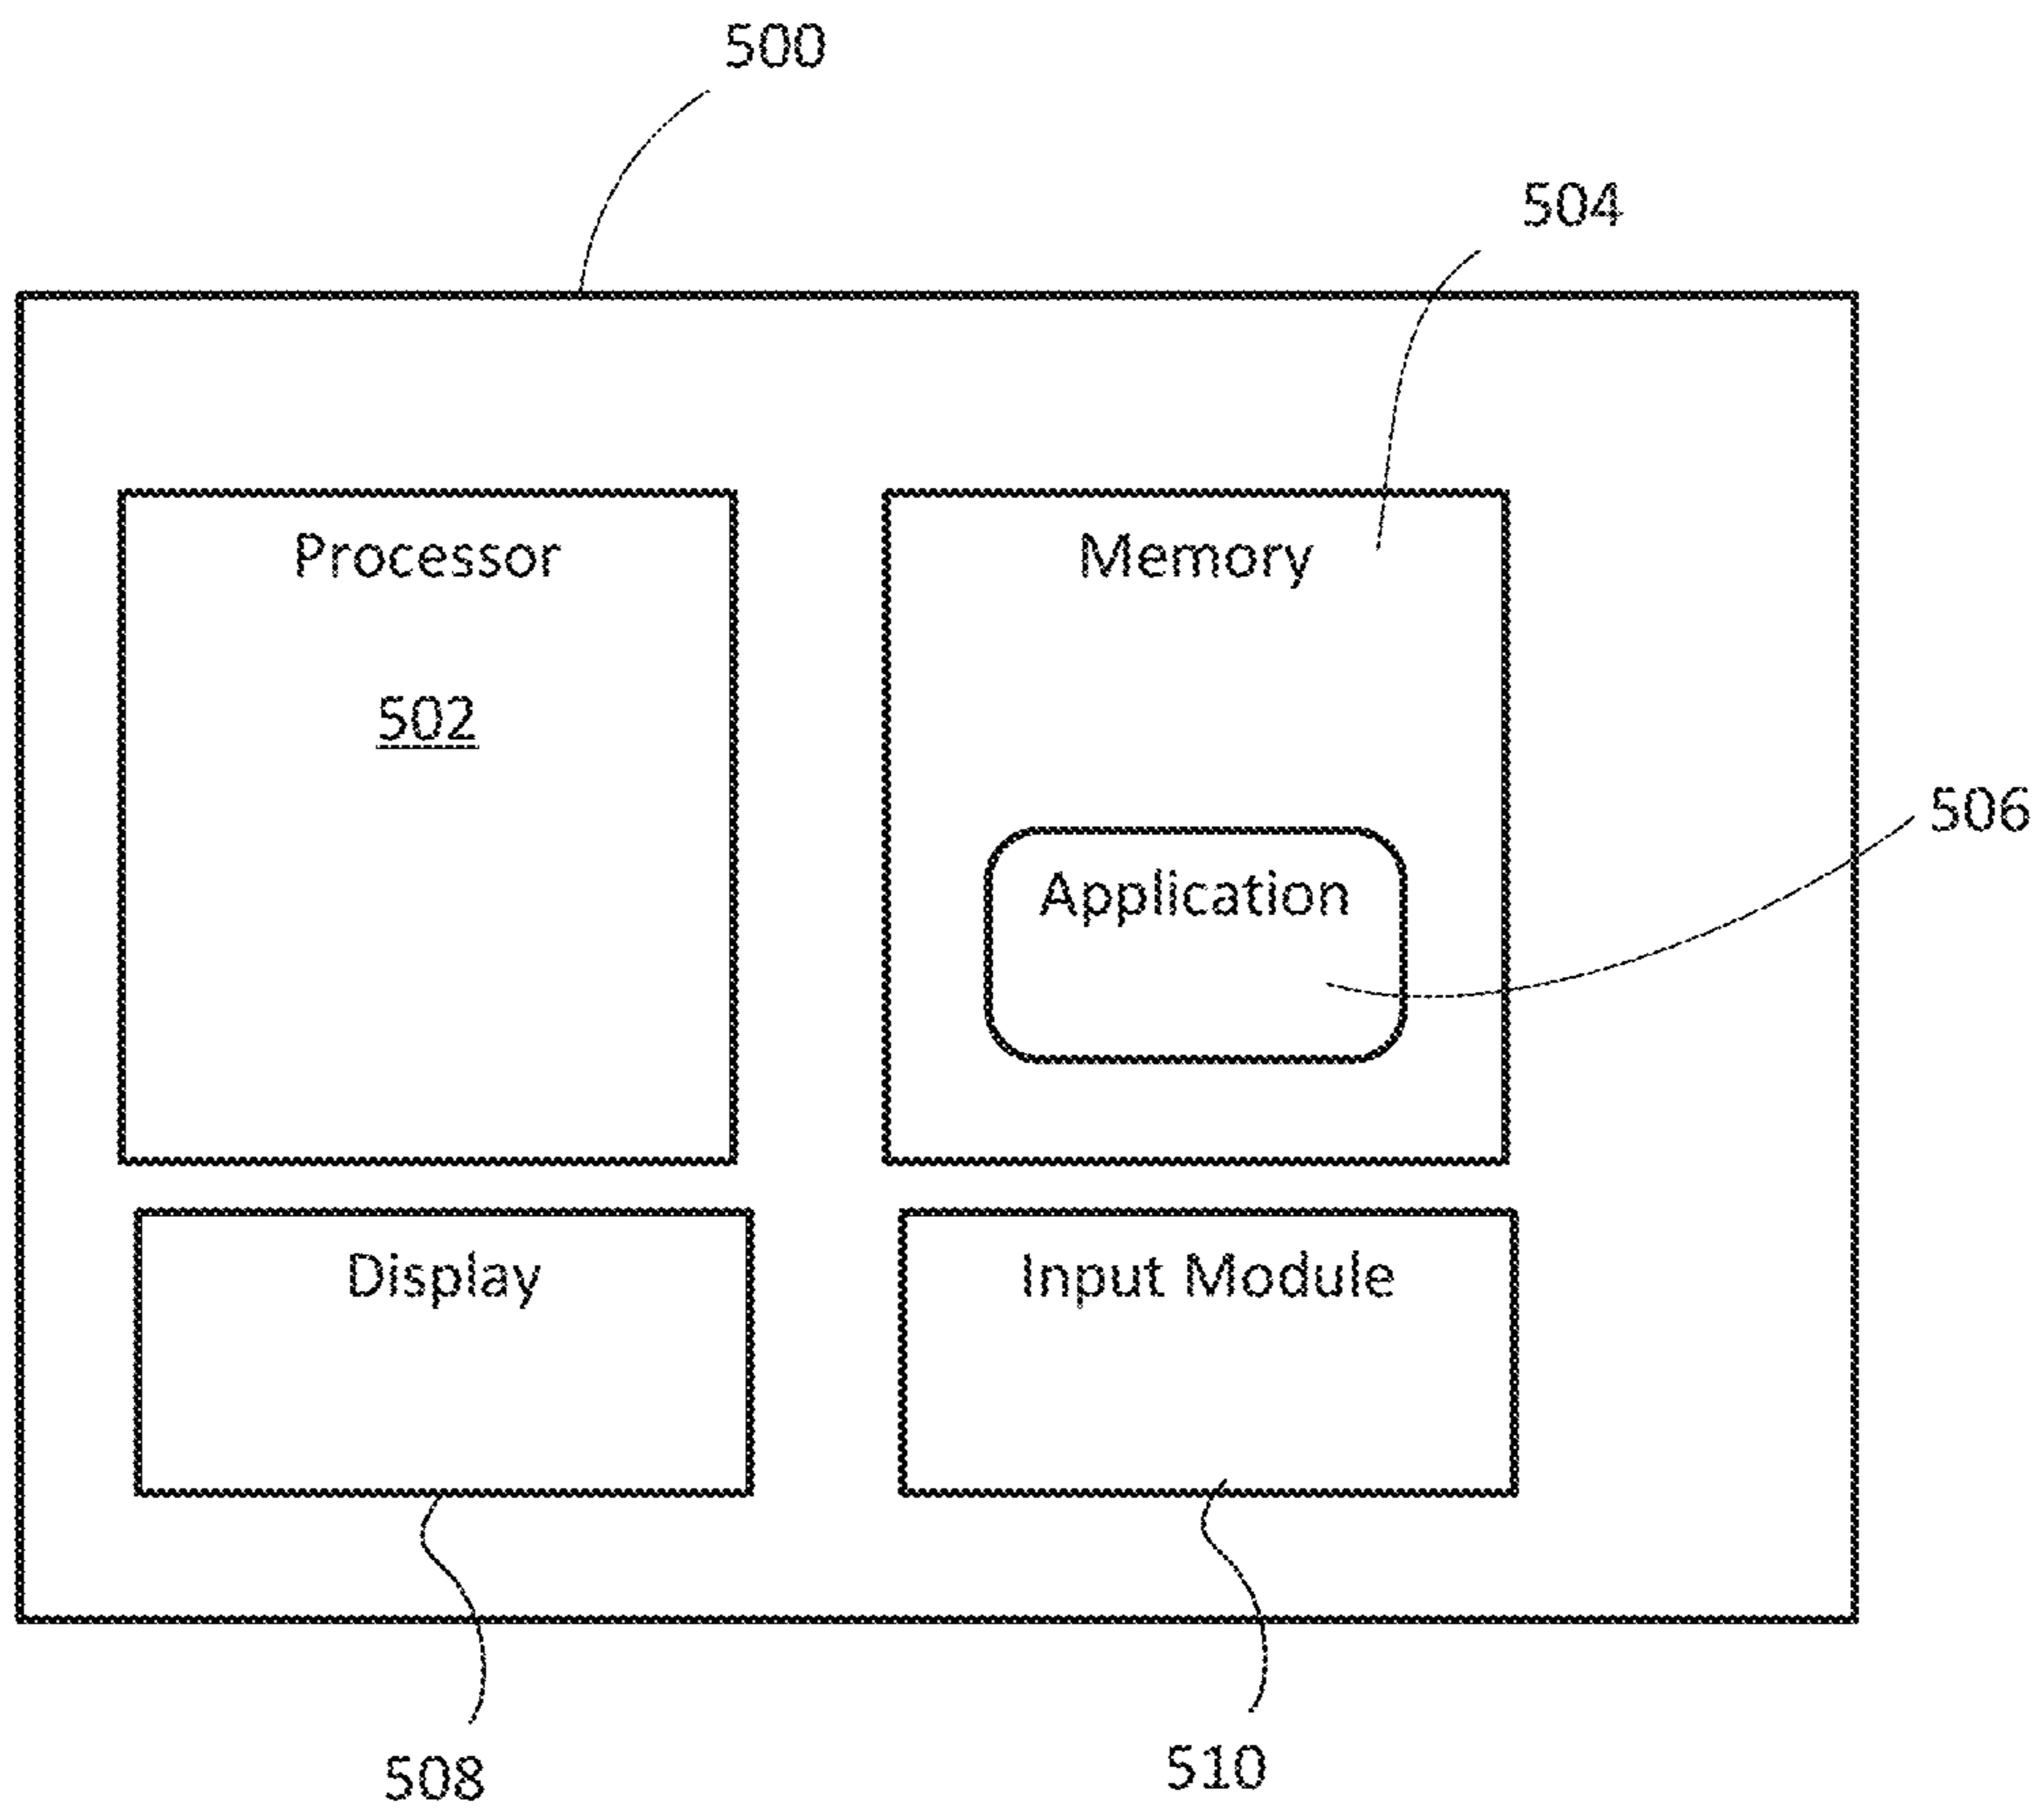 500
504
Processor
Memory
502
506
Application
Display
Input Module
508
510